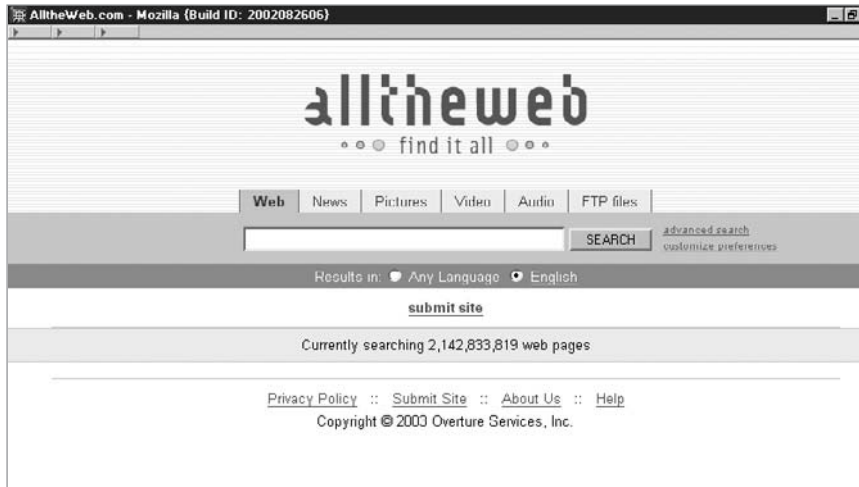 AlltheWeb.com - Mozilla {Build ID: 2002082606}
alltheweb
find it all
Web News Pictures Video Audio FTP files
SEARCH advanced search
customize preferences
Results in: Any Language English
submit site
Currently searching 2,142,833,819 web pages
Privacy Policy :: Submit Site :: About Us :: Help
Copyright © 2003 Overture Services, Inc.